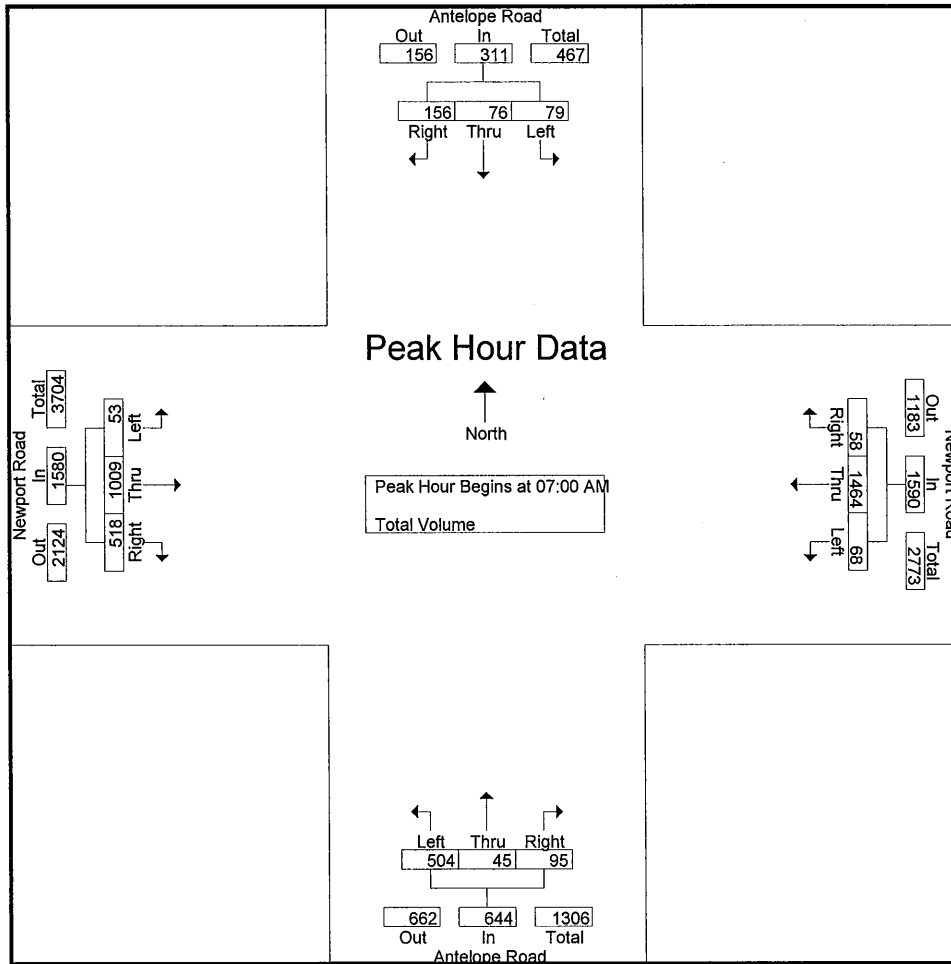 Antelope Road
Out In Total
156 311 467
156 76 79
Right Thru Left
Peak Hour Data
North
Peak Hour Begins at 07:00 AM
Total Volume
Newport Road
Out In Total
2124 1580 3704
518 1009 53
Right Thru Left
Right Thru Left
58 1464 68
Out In Total
1183 1590 2773
Newport Road
Left Thru Right
504 45 95
662 644 1306
Out In Total
Antelope Road